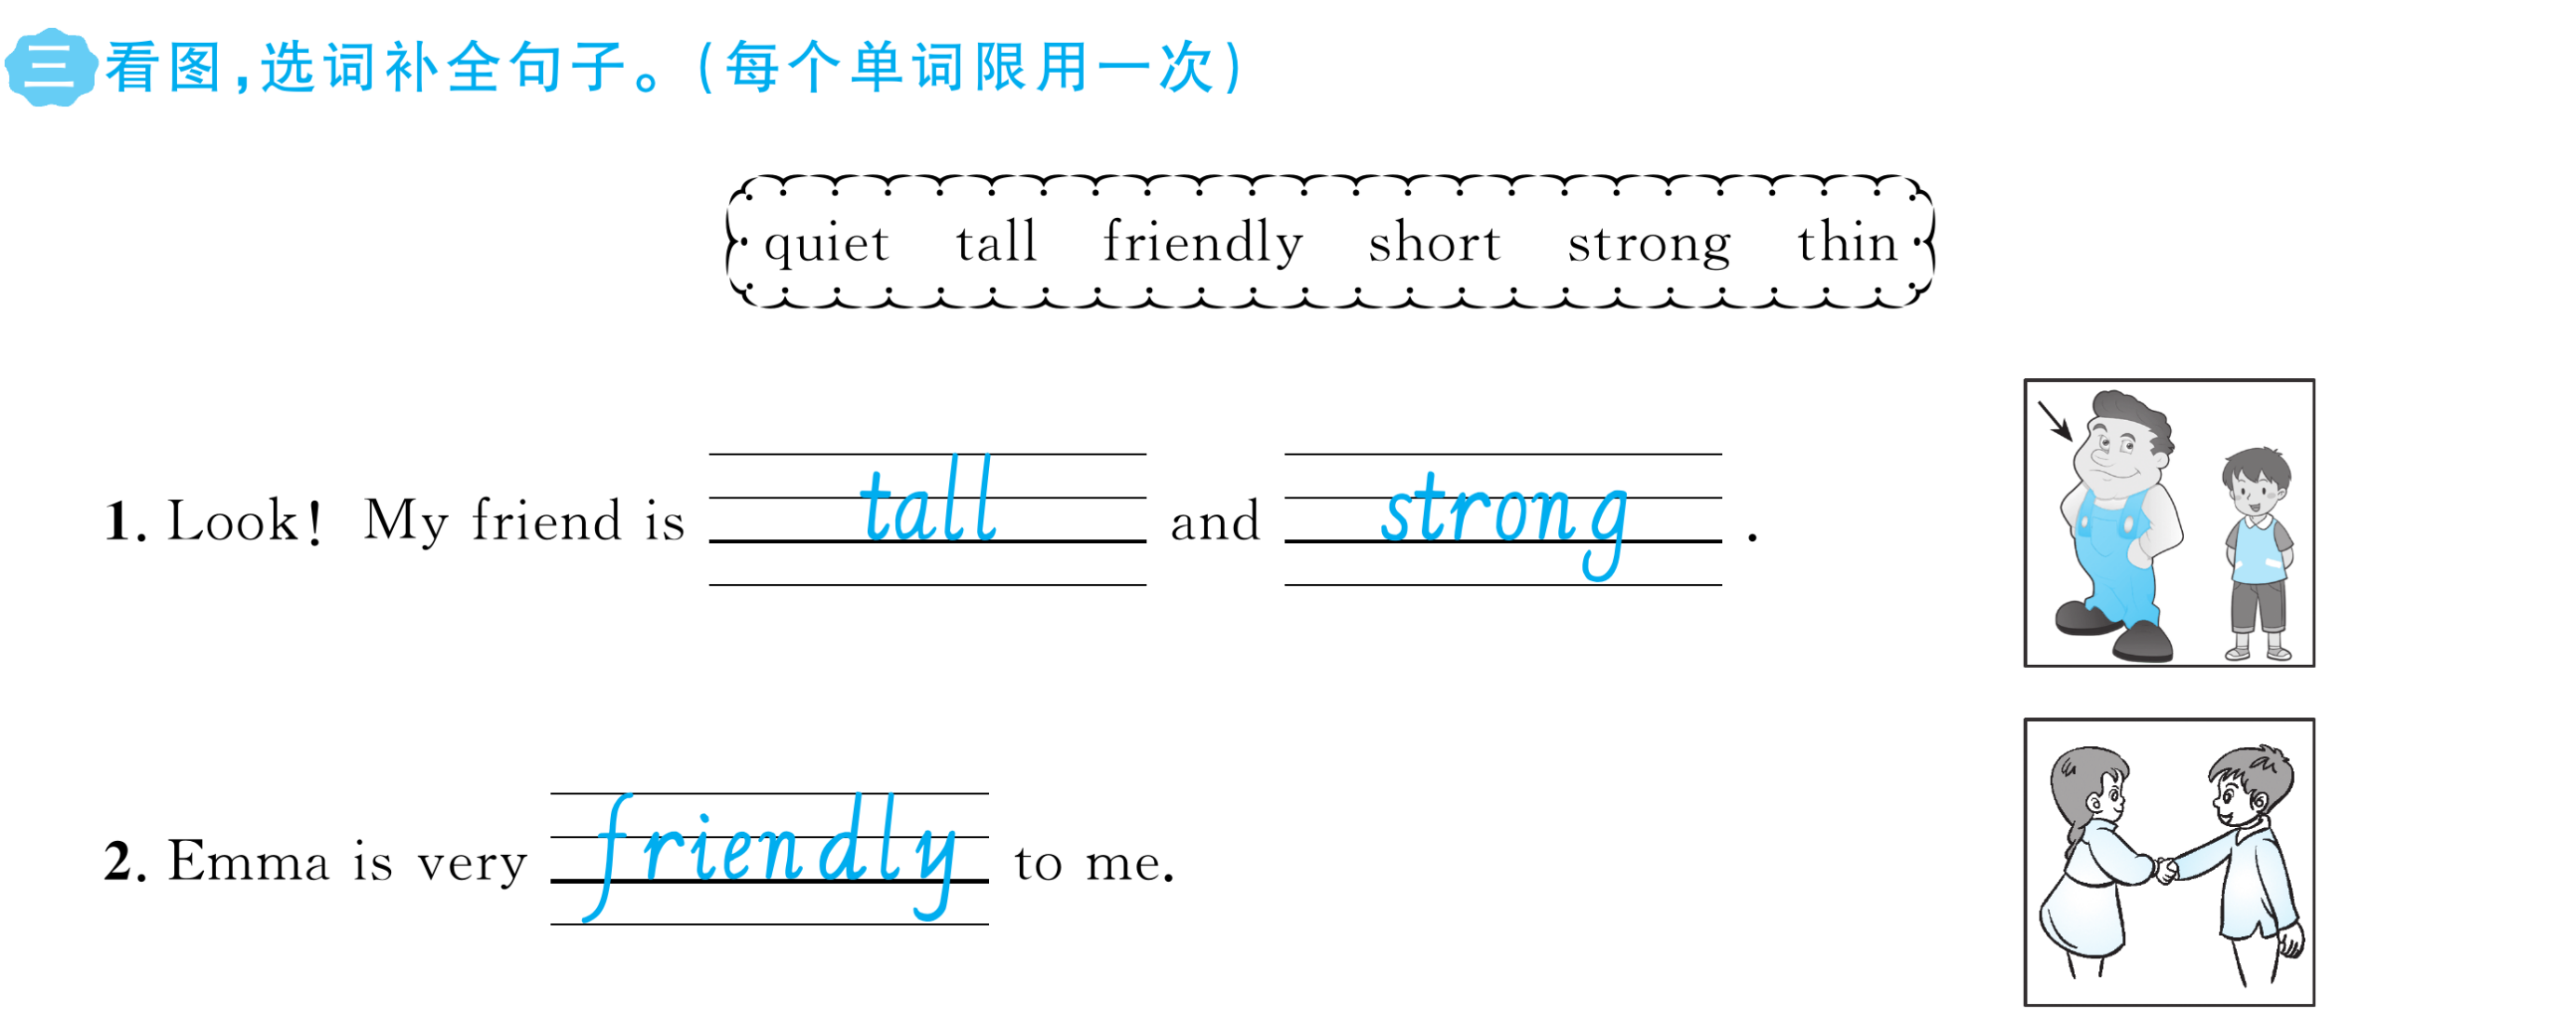 三 看图,选词补全句子。(每个单词限用一次)
quiet tall friendly short strong thin
1. Look! My friend is tall and strong .
2. Emma is very friendly to me.